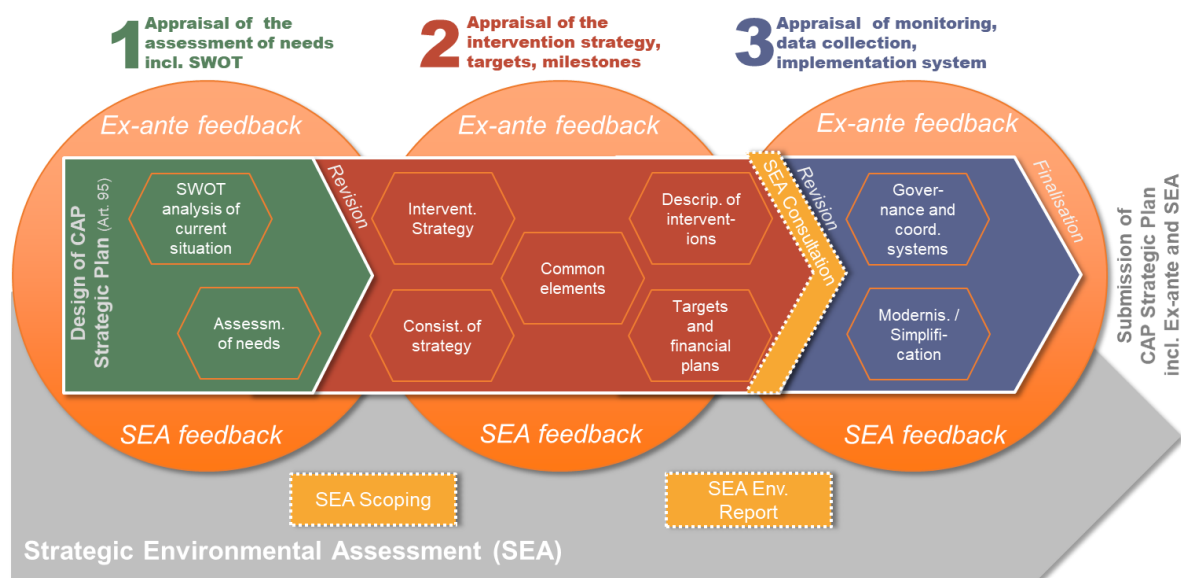 1
Appraisal of the
assessment of needs
incl. SWOT
2
Appraisal of the
intervention strategy,
targets, milestones
3
Appraisal of monitoring,
data collection,
implementation system
Ex-ante feedback
Ex-ante feedback
Ex-ante feedback
Design of CAP
Strategic Plan (Art. 95)
SWOT
analysis of
current
situation
Assessm.
of needs
Revision
Intervent.
Strategy
Consist. of
strategy
Common
elements
Descrip. of
intervent-
ions
Targets
and
financial
plans
SEA Consultation
Revision
Gover-
nance and
coord.
systems
Modernis. /
Simplifi-
cation
Finalisation
Submission of
CAP Strategic Plan
incl. Ex-ante and SEA
SEA feedback
SEA feedback
SEA feedback
SEA Scoping
SEA Env.
Report
Strategic Environmental Assessment (SEA)